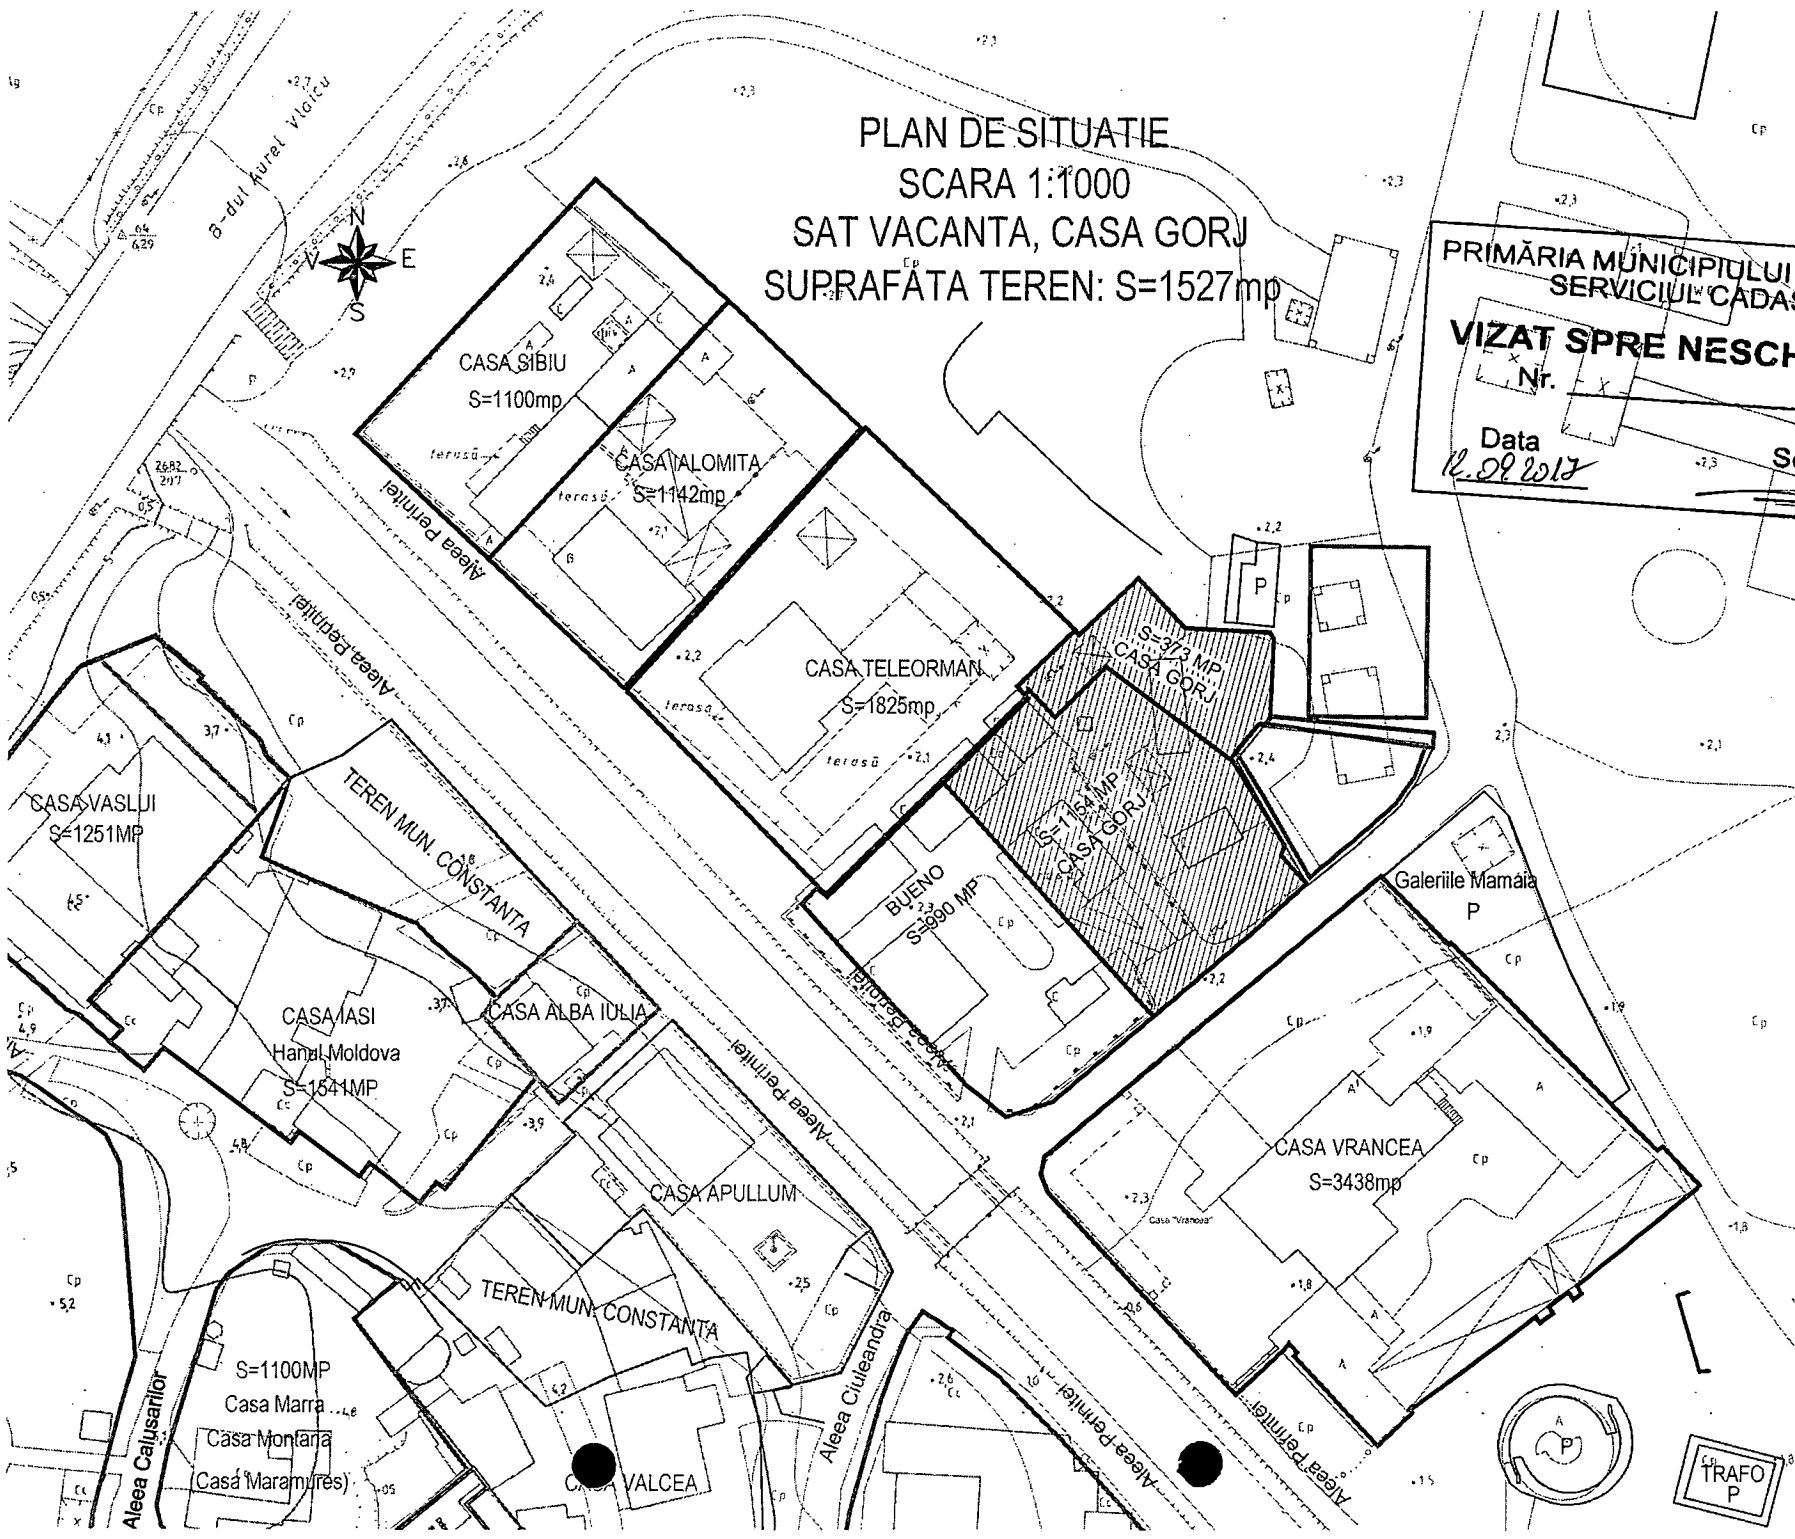 PLAN DE SITUATIE
SCARA 1:1000
SAT VACANTA, CASA GORJ
SUPRAFATA TEREN: S=1527mp
PRIMĂRIA MUNICIPIULUI
SERVICIUL CADAS
VIZAT SPRE NESCH
Nr.
Data
12.09.2017
B-dul Aurel Vlaicu
N
V
E
S
CASA SIBIU
S=1100mp
terasă
CASA IALOMITA
S=1142mp
terasă
Aleea Perinitei
Aleea Perinitei
CASA TELEORMAN
S=1825mp
terasă
terasă
S=373 MP
CASA GORJ
S=1154 MP
CASA GORJ
P
BUENO
S=990 MP
Aleea Perinitei
CASA VASLUI
S=1251MP
TEREN MUN. CONSTANTA
CASA IASI
Hanul Moldova
S=1541MP
CASA ALBA IULIA
Aleea Perinitei
Galeriile Mamaia
P
CASA VRANCEA
S=3438mp
Casa "Vrancea"
CASA APULLUM
TEREN MUN. CONSTANTA
S=1100MP
Casa Marra
Casa Montana
(Casa Maramures)
Aleea Calusarilor
VALCEA
Aleea Ciuleandra
Aleea Perinitei
Aleea Perinitei
P
TRAFO
P